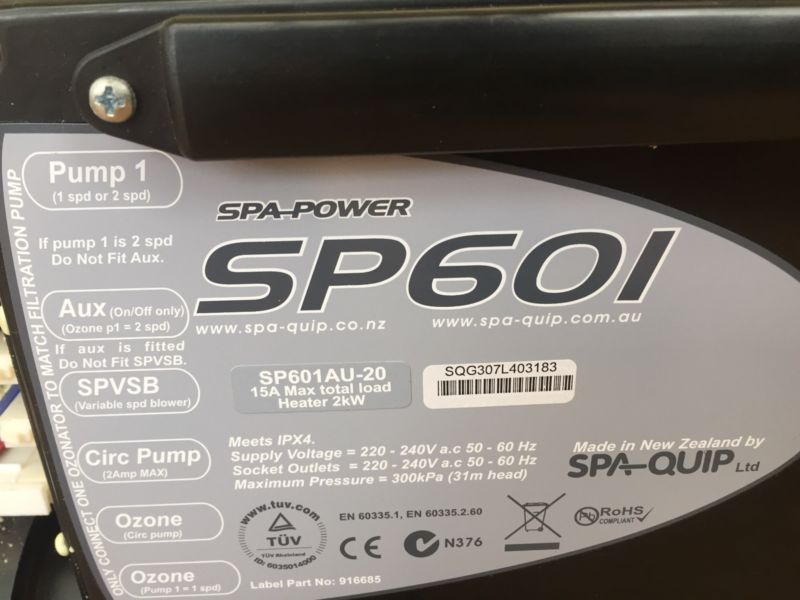 ONLY CONNECT ONE OZONATOR TO MATCH FILTRATION PUMP
Pump 1
(1 spd or 2 spd)
If pump 1 is 2 spd
Do Not Fit Aux.
Aux (On/Off only)
(Ozone p1 = 2 spd)
If aux is fitted
Do Not Fit SPVSB.
SPVSB
(Variable spd blower)
Circ Pump
(2Amp MAX)
Ozone
(Circ pump)
Ozone
(Pump 1 = 1 spd)
SPA-POWER
SP601
www.spa-quip.co.nz
www.spa-quip.com.au
SP601AU-20
15A Max total load
Heater 2kW
SQG307L403183
Meets IPX4.
Supply Voltage = 220 - 240V a.c 50 - 60 Hz
Socket Outlets = 220 - 240V a.c 50 - 60 Hz
Maximum Pressure = 300kPa (31m head)
Made in New Zealand by
SPA-QUIP Ltd
www.tuv.com
TÜV
TÜV Rheinland
ID: 6035014000
EN 60335.1, EN 60335.2.60
CE
N376
Pb
RoHS
COMPLIANT
Label Part No: 916685